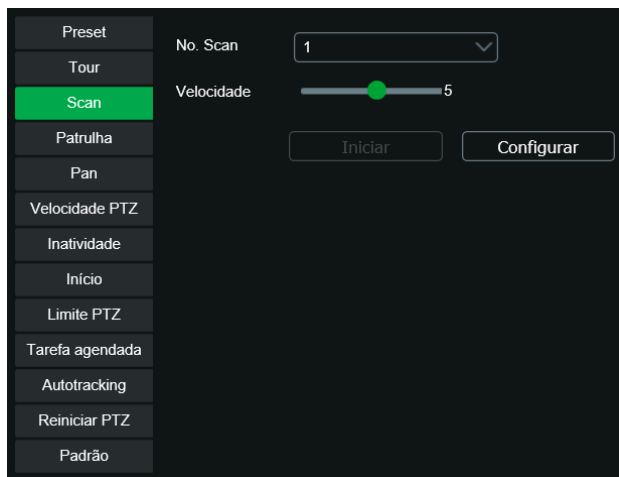 Preset
Tour
Scan
Patrulha
Pan
Velocidade PTZ
Inatividade
Início
Limite PTZ
Tarefa agendada
Autotracking
Reiniciar PTZ
Padrão
No. Scan
1
Velocidade
5
Iniciar
Configurar